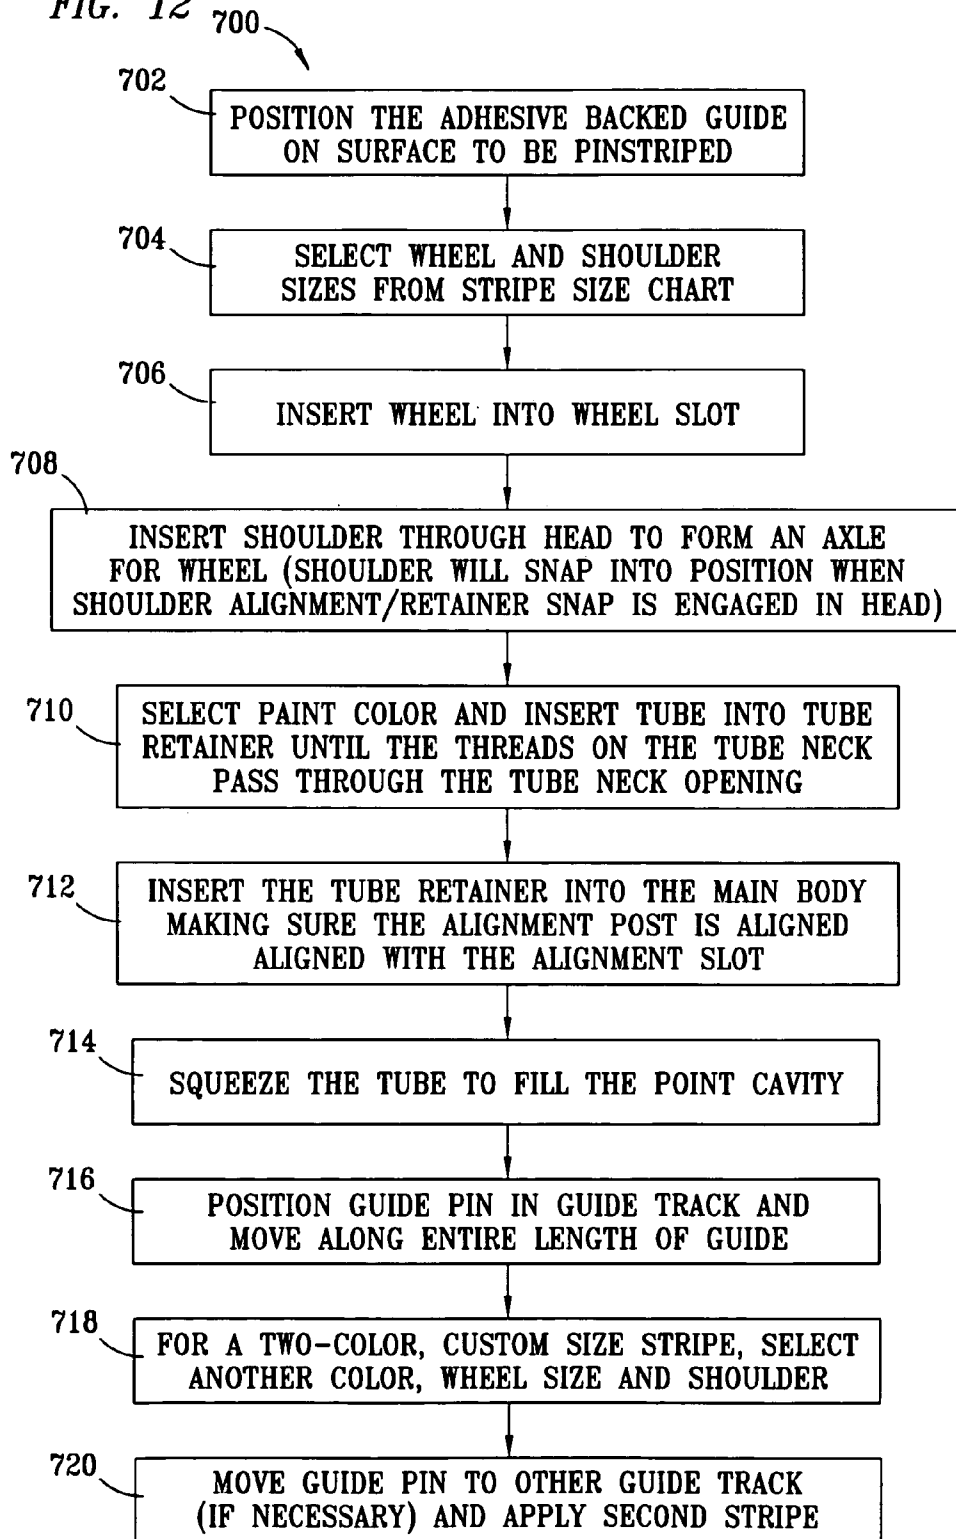 FIG. 12
700
702
POSITION THE ADHESIVE BACKED GUIDE
ON SURFACE TO BE PINSTRIPED
704
SELECT WHEEL AND SHOULDER
SIZES FROM STRIPE SIZE CHART
706
INSERT WHEEL INTO WHEEL SLOT
708
INSERT SHOULDER THROUGH HEAD TO FORM AN AXLE
FOR WHEEL (SHOULDER WILL SNAP INTO POSITION WHEN
SHOULDER ALIGNMENT/RETAINER SNAP IS ENGAGED IN HEAD)
710
SELECT PAINT COLOR AND INSERT TUBE INTO TUBE
RETAINER UNTIL THE THREADS ON THE TUBE NECK
PASS THROUGH THE TUBE NECK OPENING
712
INSERT THE TUBE RETAINER INTO THE MAIN BODY
MAKING SURE THE ALIGNMENT POST IS ALIGNED
ALIGNED WITH THE ALIGNMENT SLOT
714
SQUEEZE THE TUBE TO FILL THE POINT CAVITY
716
POSITION GUIDE PIN IN GUIDE TRACK AND
MOVE ALONG ENTIRE LENGTH OF GUIDE
718
FOR A TWO-COLOR, CUSTOM SIZE STRIPE, SELECT
ANOTHER COLOR, WHEEL SIZE AND SHOULDER
720
MOVE GUIDE PIN TO OTHER GUIDE TRACK
(IF NECESSARY) AND APPLY SECOND STRIPE